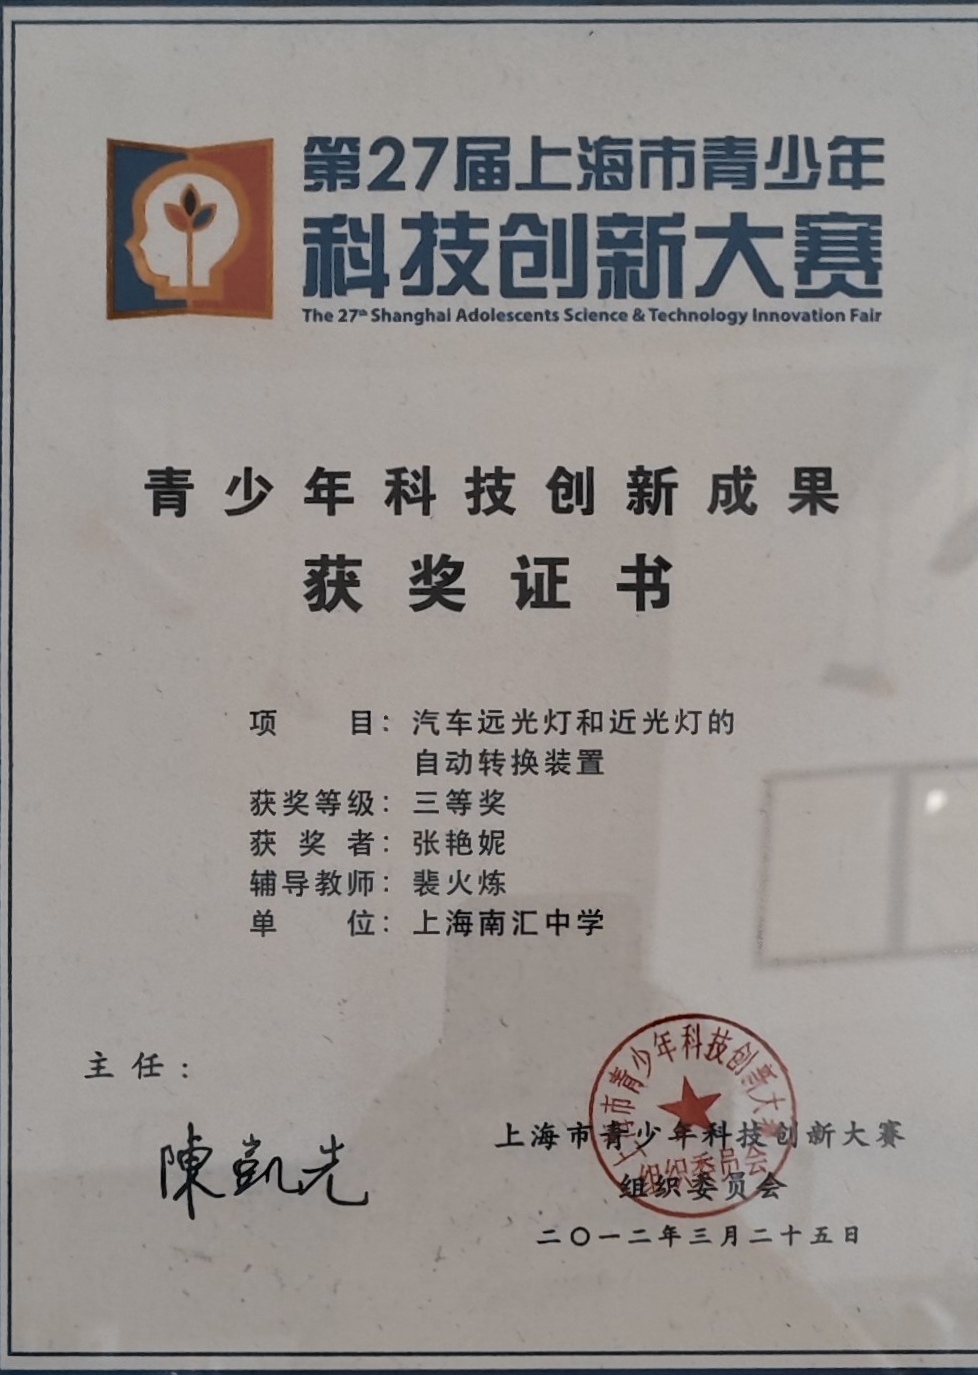 第27届上海市青少年
科技创新大赛
The 27th Shanghai Adolescents Science & Technology Innovation Fair
青少年科技创新成果
获奖证书
项目：汽车远光灯和近光灯的
自动转换装置
获奖等级：三等奖
获奖者：张艳妮
辅导教师：裴火炼
单位：上海南汇中学
主任：
陳凱光
上海市青少年科技创新大赛
组织委员会
二〇一二年三月二十五日
上海市青少年科技创新大赛
组织委员会